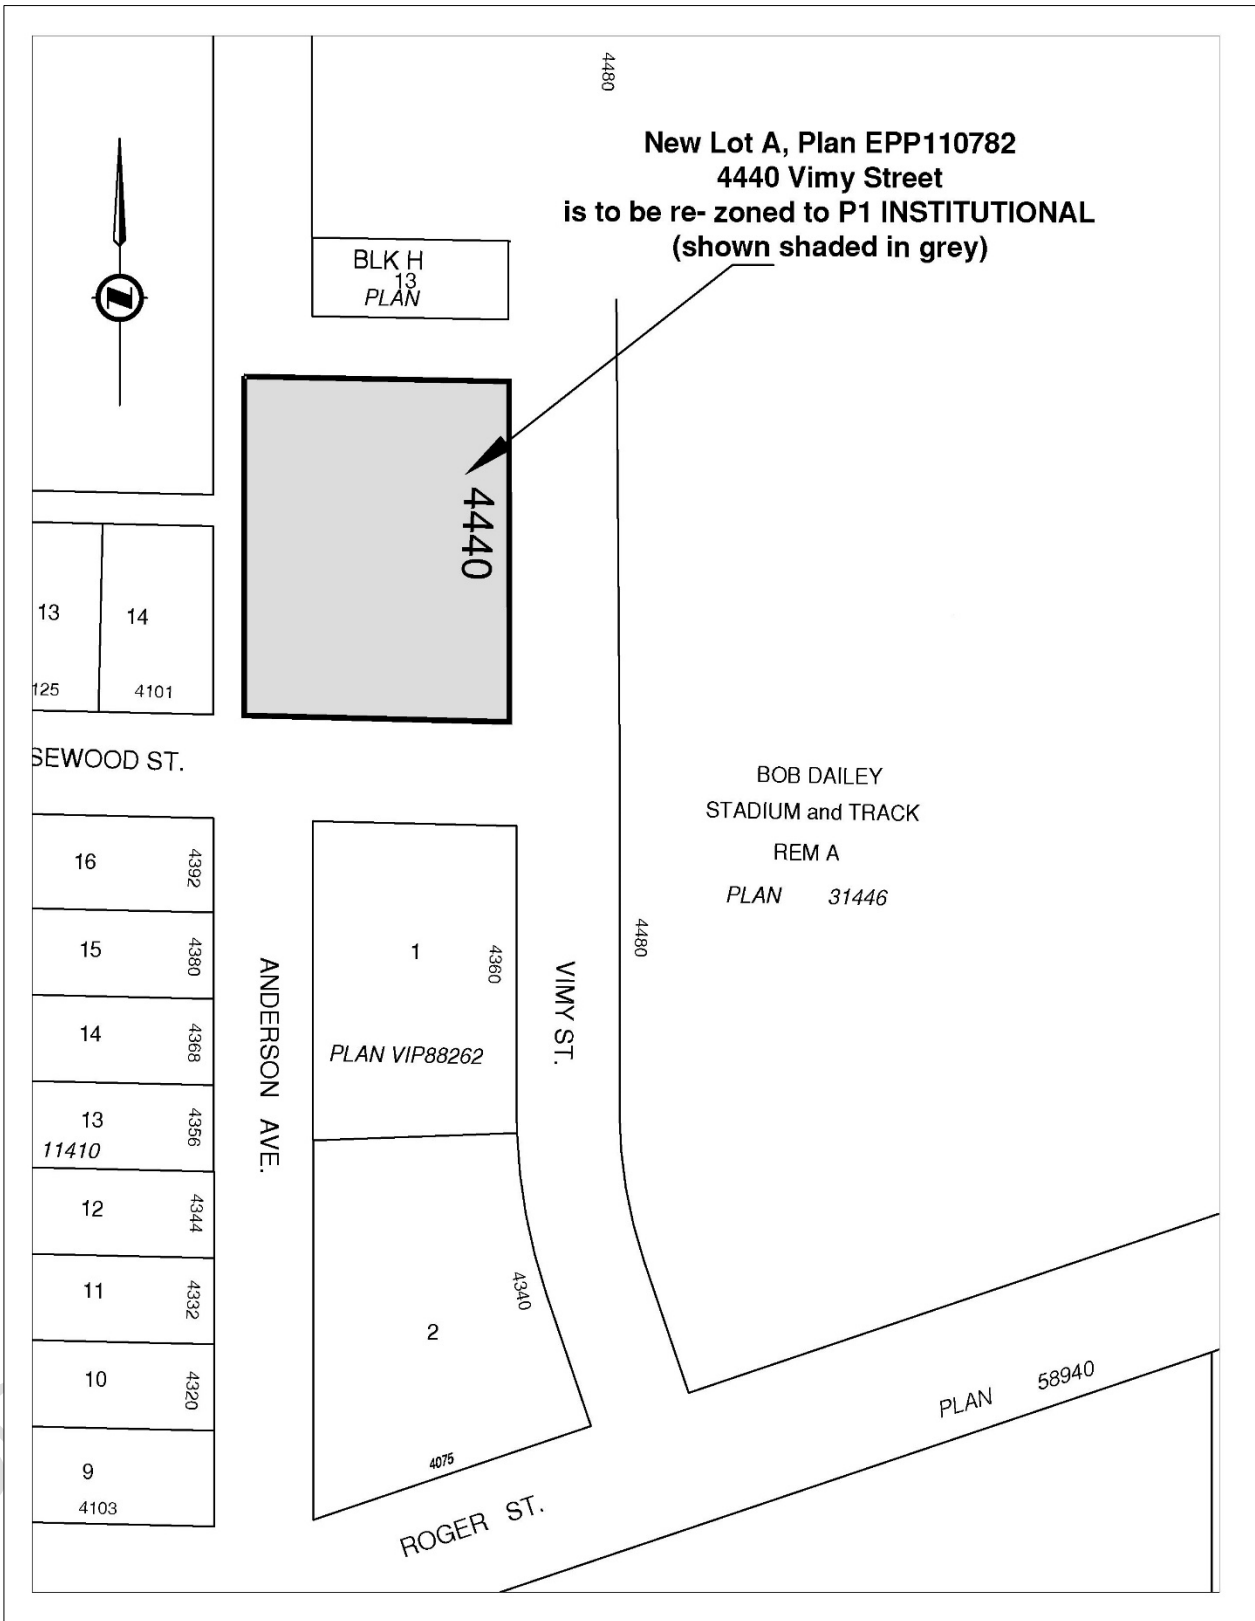 4480
New Lot A, Plan EPP110782
4440 Vimy Street
is to be re- zoned to P1 INSTITUTIONAL
(shown shaded in grey)
BLK H
13
PLAN
Z
4440
13
14
125
4101
SEWOOD ST.
BOB DAILEY
STADIUM and TRACK
REM A
PLAN 31446
16
4392
15
4380
14
4368
13
4356
11410
12
4344
11
4332
10
4320
9
4103
ANDERSON AVE.
1
4360
PLAN VIP88262
VIMY ST.
4480
2
4340
4075
ROGER ST.
PLAN 58940